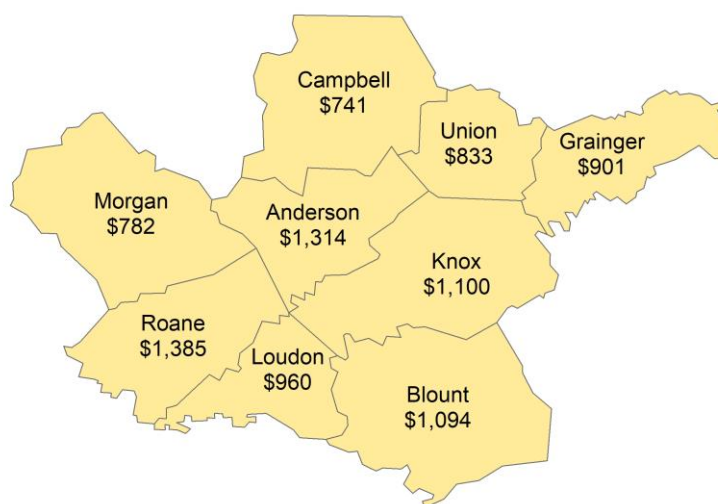 Campbell
$741
Union
$833
Grainger
$901
Morgan
$782
Anderson
$1,314
Knox
$1,100
Roane
$1,385
Loudon
$960
Blount
$1,094